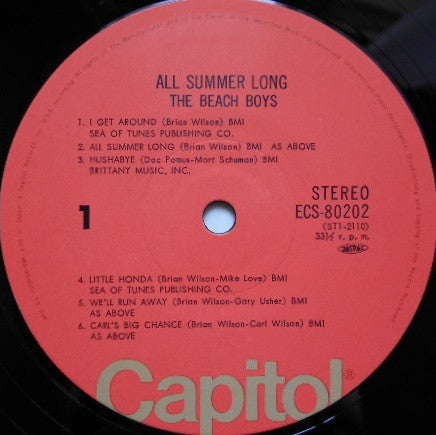 ALL SUMMER LONG
THE BEACH BOYS
1. I GET AROUND (Brian Wilson) BMI
SEA OF TUNES PUBLISHING CO.
2. ALL SUMMER LONG (Brian Wilson) BMI AS ABOVE
3. HUSHABYE (Doc Pomus-Mort Schuman) BMI
BRITTANY MUSIC, INC.
1
STEREO
ECS-80202
(ST1-2110)
33⅓ r. p. m.
4. LITTLE HONDA (Brian Wilson-Mike Love) BMI
SEA OF TUNES PUBLISHING CO.
5. WE'LL RUN AWAY (Brian Wilson-Gary Usher) BMI
AS ABOVE
6. CARL'S BIG CHANCE (Brian Wilson-Carl Wilson) BMI
AS ABOVE
Capitol®